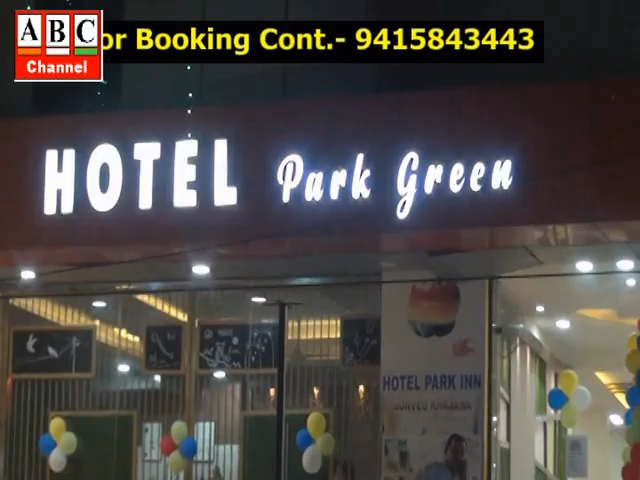 ABC
Channel
or Booking Cont.- 9415843443
HOTEL Park Green
HOTEL PARK INN